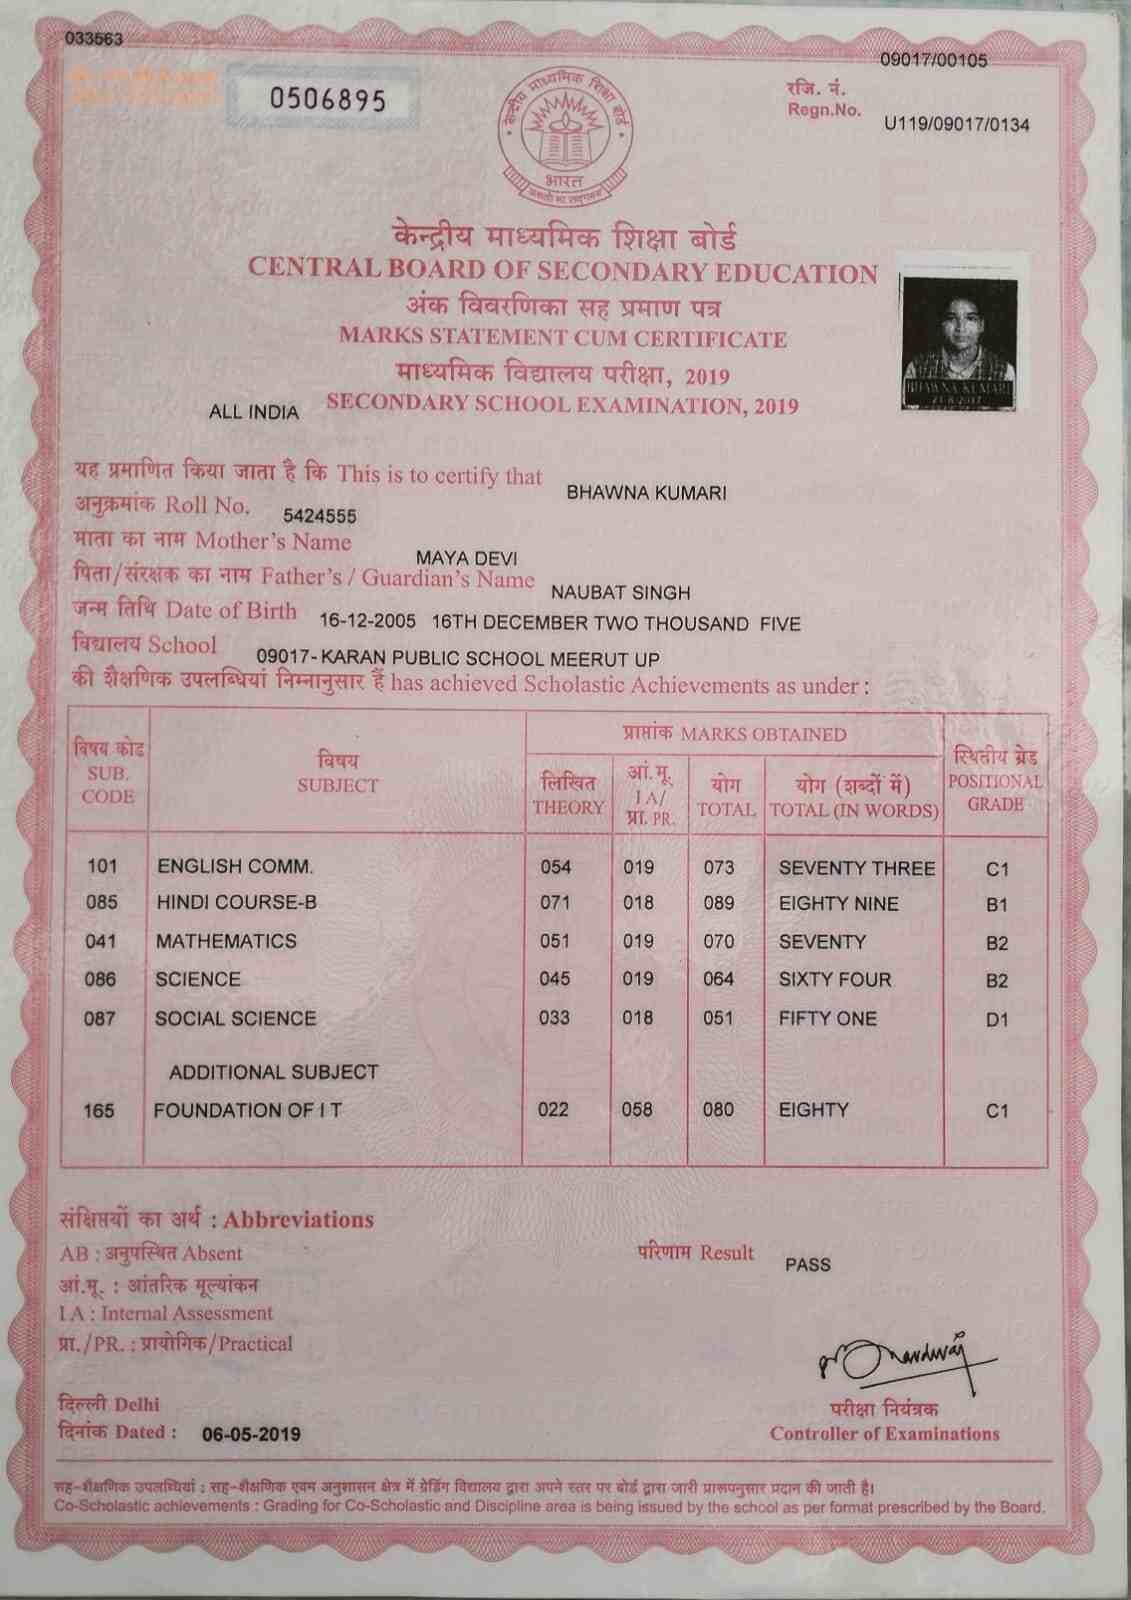 033563
0506895
09017/00105
रजि. नं.
Regn.No.
U119/09017/0134
केन्द्रीय माध्यमिक शिक्षा बोर्ड
भारत
केन्द्रीय माध्यमिक शिक्षा बोर्ड
CENTRAL BOARD OF SECONDARY EDUCATION
अंक विवरणिका सह प्रमाण पत्र
MARKS STATEMENT CUM CERTIFICATE
माध्यमिक विद्यालय परीक्षा, 2019
ALL INDIA SECONDARY SCHOOL EXAMINATION, 2019
BHAWNA KUMARI
21-8-2017
यह प्रमाणित किया जाता है कि This is to certify that BHAWNA KUMARI
अनुक्रमांक Roll No. 5424555
माता का नाम Mother's Name MAYA DEVI
पिता/संरक्षक का नाम Father's / Guardian's Name NAUBAT SINGH
जन्म तिथि Date of Birth 16-12-2005 16TH DECEMBER TWO THOUSAND FIVE
विद्यालय School 09017-KARAN PUBLIC SCHOOL MEERUT UP
की शैक्षणिक उपलब्धियां निम्नानुसार हैं has achieved Scholastic Achievements as under :
विषय कोड SUB. CODE विषय SUBJECT प्राप्तांक MARKS OBTAINED स्थितीय ग्रेड POSITIONAL GRADE
लिखित THEORY आं.मू. I A/ प्रा. PR. योग TOTAL योग (शब्दों में) TOTAL (IN WORDS)
101 ENGLISH COMM. 054 019 073 SEVENTY THREE C1
085 HINDI COURSE-B 071 018 089 EIGHTY NINE B1
041 MATHEMATICS 051 019 070 SEVENTY B2
086 SCIENCE 045 019 064 SIXTY FOUR B2
087 SOCIAL SCIENCE 033 018 051 FIFTY ONE D1
ADDITIONAL SUBJECT
165 FOUNDATION OF I T 022 058 080 EIGHTY C1
संक्षिप्तयों का अर्थ : Abbreviations
AB : अनुपस्थित Absent
परिणाम Result PASS
आं.मू. : आंतरिक मूल्यांकन
I.A : Internal Assessment
प्रा./PR. : प्रायोगिक/Practical
दिल्ली Delhi
दिनांक Dated : 06-05-2019
परीक्षा नियंत्रक
Controller of Examinations
सह-शैक्षणिक उपलब्धियां : सह-शैक्षणिक एवम अनुशासन क्षेत्र में ग्रेडिंग विद्यालय द्वारा अपने स्तर पर बोर्ड द्वारा जारी प्रारूपनुसार प्रदान की जाती है।
Co-Scholastic achievements : Grading for Co-Scholastic and Discipline area is being issued by the school as per format prescribed by the Board.